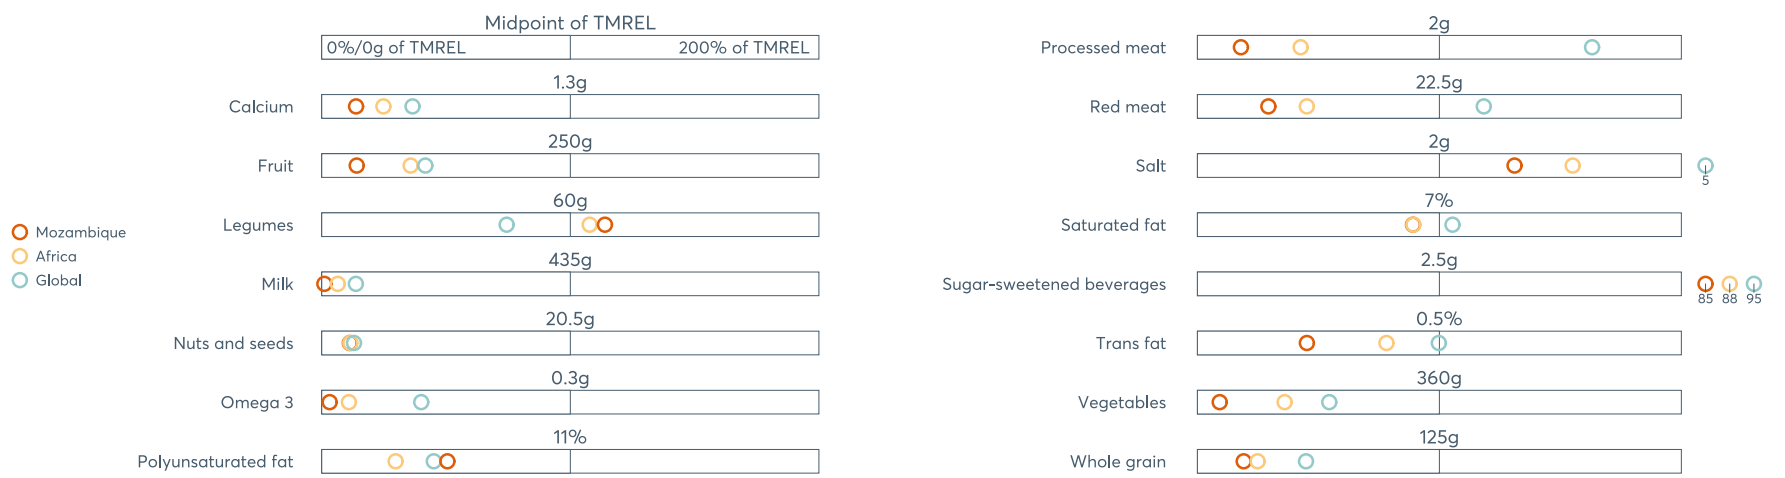 Midpoint of TMREL
0%/0g of TMREL 200% of TMREL
1.3g
Calcium
250g
Fruit
60g
Legumes
435g
Milk
20.5g
Nuts and seeds
0.3g
Omega 3
11%
Polyunsaturated fat
Mozambique
Africa
Global
2g
Processed meat
22.5g
Red meat
2g
Salt
5
7%
Saturated fat
2.5g
Sugar-sweetened beverages
85 88 95
0.5%
Trans fat
360g
Vegetables
125g
Whole grain